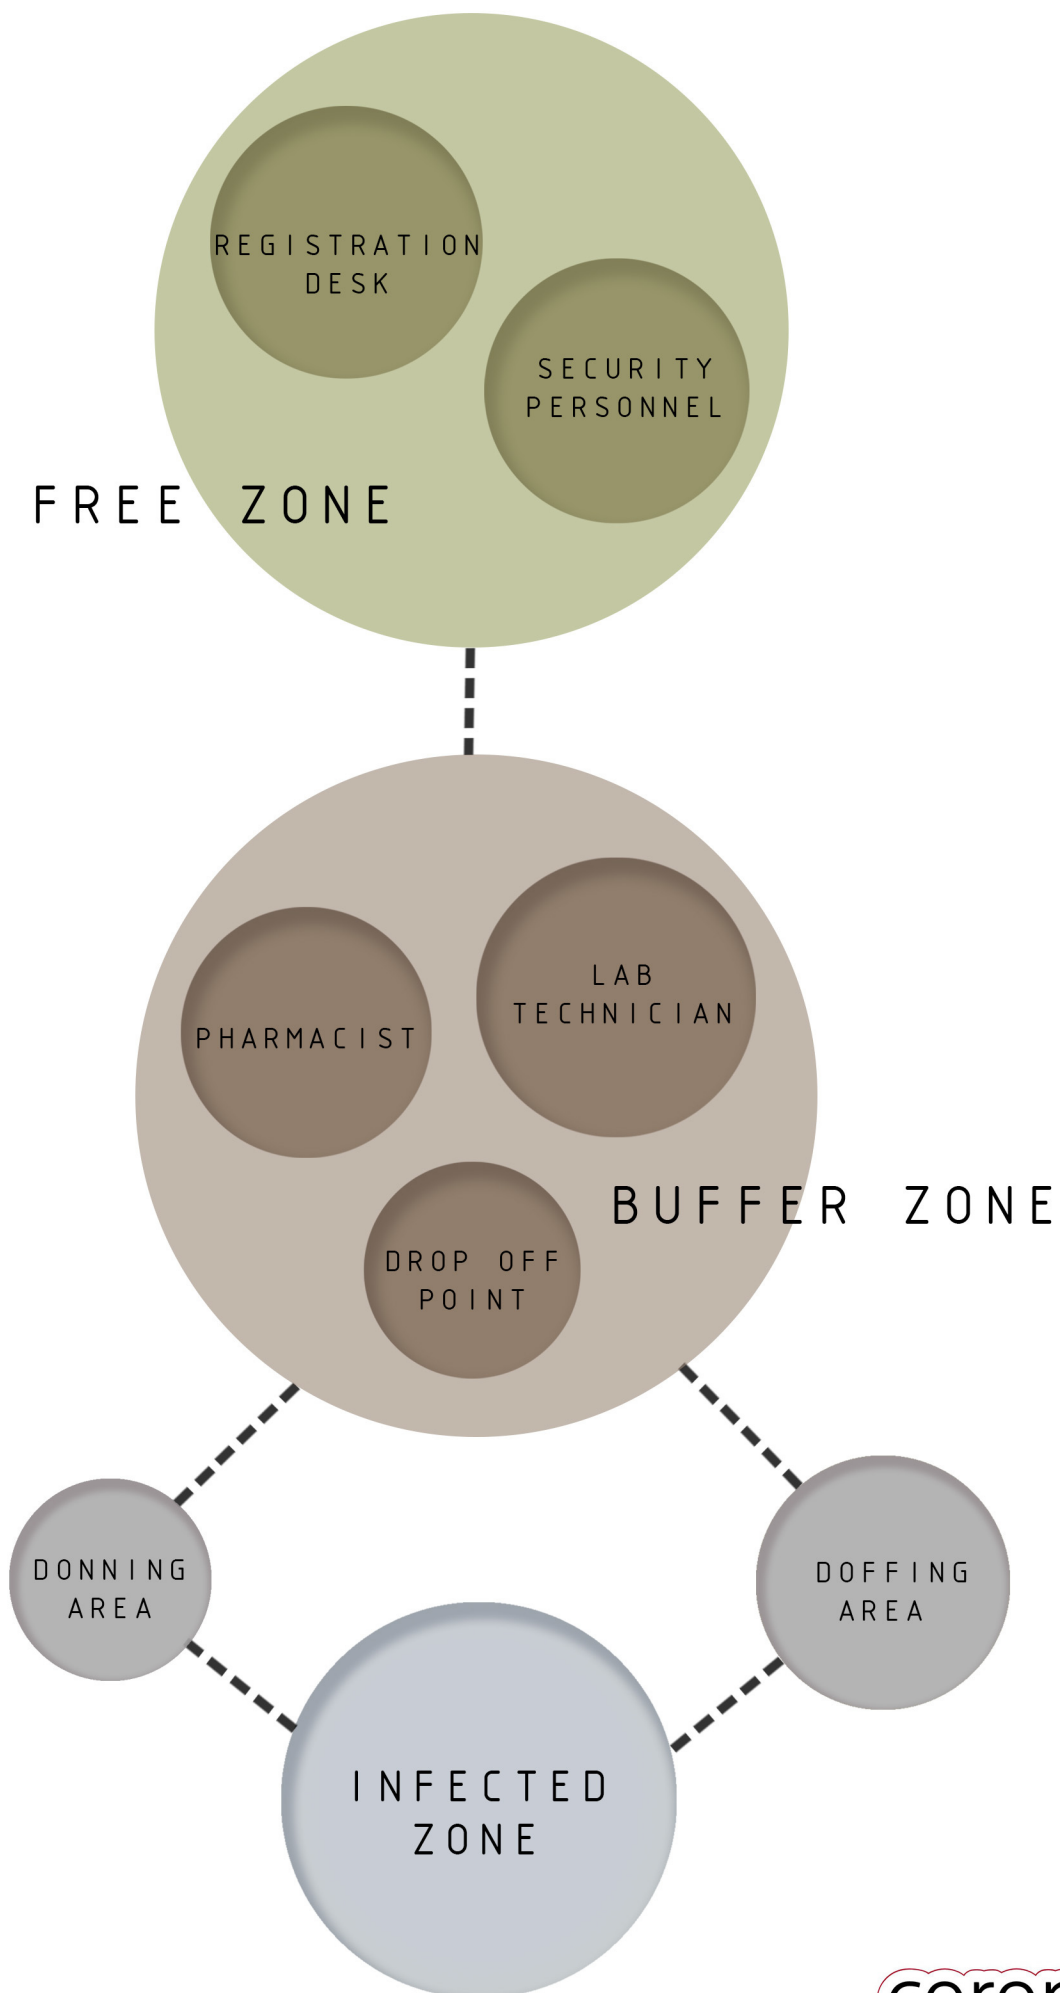 REGISTRATION
DESK
SECURITY
PERSONNEL
FREE ZONE
LAB
TECHNICIAN
PHARMACIST
BUFFER ZONE
DROP OFF
POINT
DONNING
AREA
DOFFING
AREA
INFECTED
ZONE